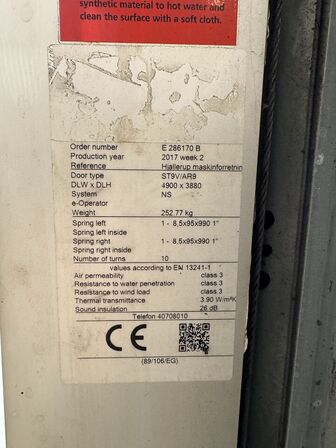 synthetic material to hot water and
clean the surface with a soft cloth.
Order number E 286170 B
Production year 2017 week 2
Reference Hjallerup maskinforretnin
Door type ST9V/AR9
DLW x DLH 4900 x 3880
System NS
e-Operator
Weight 252.77 kg
Spring left 1 - 8,5x95x990 1"
Spring left inside
Spring right 1 - 8,5x95x990 1"
Spring right inside
Number of turns 10
values according to EN 13241-1
Air permeability class 3
Resistance to water penetration class 3
Resistance to wind load class 3
Thermal transmittance 3.90 W/m²K
Sound insulation 26 dB
Telefon 40708010
CE
(89/106/EG)